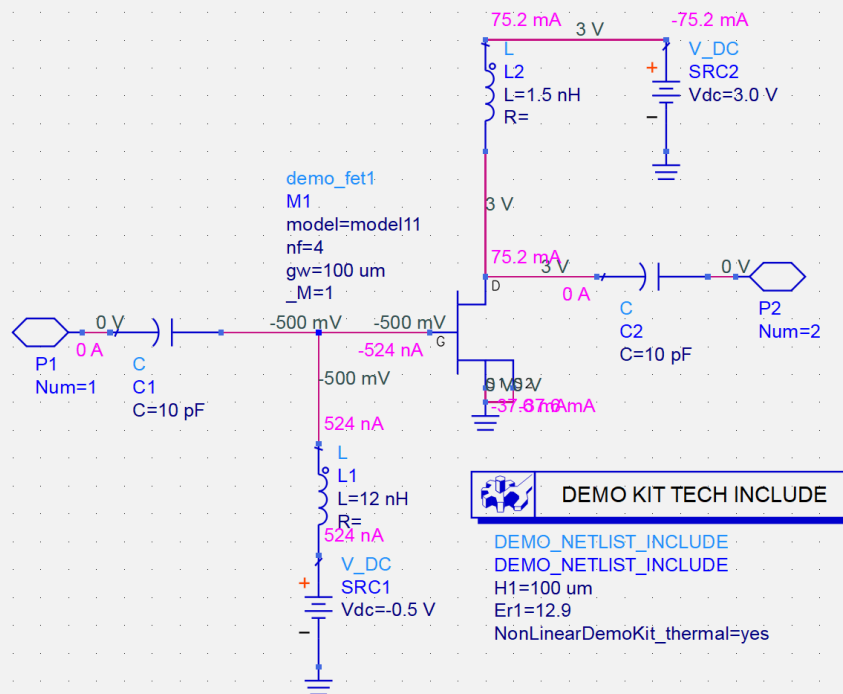 75.2 mA
3 V
-75.2 mA
L
L2
L=1.5 nH
R=
V_DC
SRC2
Vdc=3.0 V
+
−
demo_fet1
M1
model=model11
nf=4
gw=100 um
_M=1
3 V
75.2 mA
3 V
D
0 A
0 V
P2
Num=2
C
C2
C=10 pF
0 V
0 A
P1
Num=1
C
C1
C=10 pF
-500 mV
-500 mV
-524 nA
G
-500 mV
524 nA
L
L1
L=12 nH
R=
524 nA
V_DC
SRC1
Vdc=-0.5 V
+
−
DEMO KIT TECH INCLUDE
DEMO_NETLIST_INCLUDE
DEMO_NETLIST_INCLUDE
H1=100 um
Er1=12.9
NonLinearDemoKit_thermal=yes